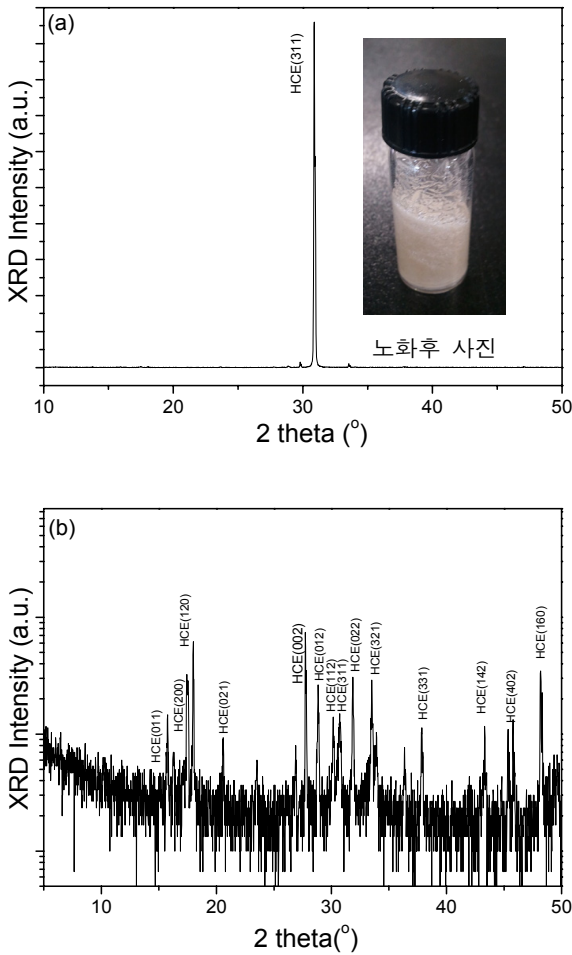 (a)
HCE(311)
XRD Intensity (a.u.)
노화후 사진
10 20 30 40 50
2 theta (°)
(b)
HCE(011)
HCE(200)
HCE(120)
HCE(021)
HCE(002)
HCE(012)
HCE(112)
HCE(311)
HCE(022)
HCE(321)
HCE(331)
HCE(142)
HCE(402)
HCE(160)
XRD Intensity (a.u.)
10 20 30 40 50
2 theta(°)